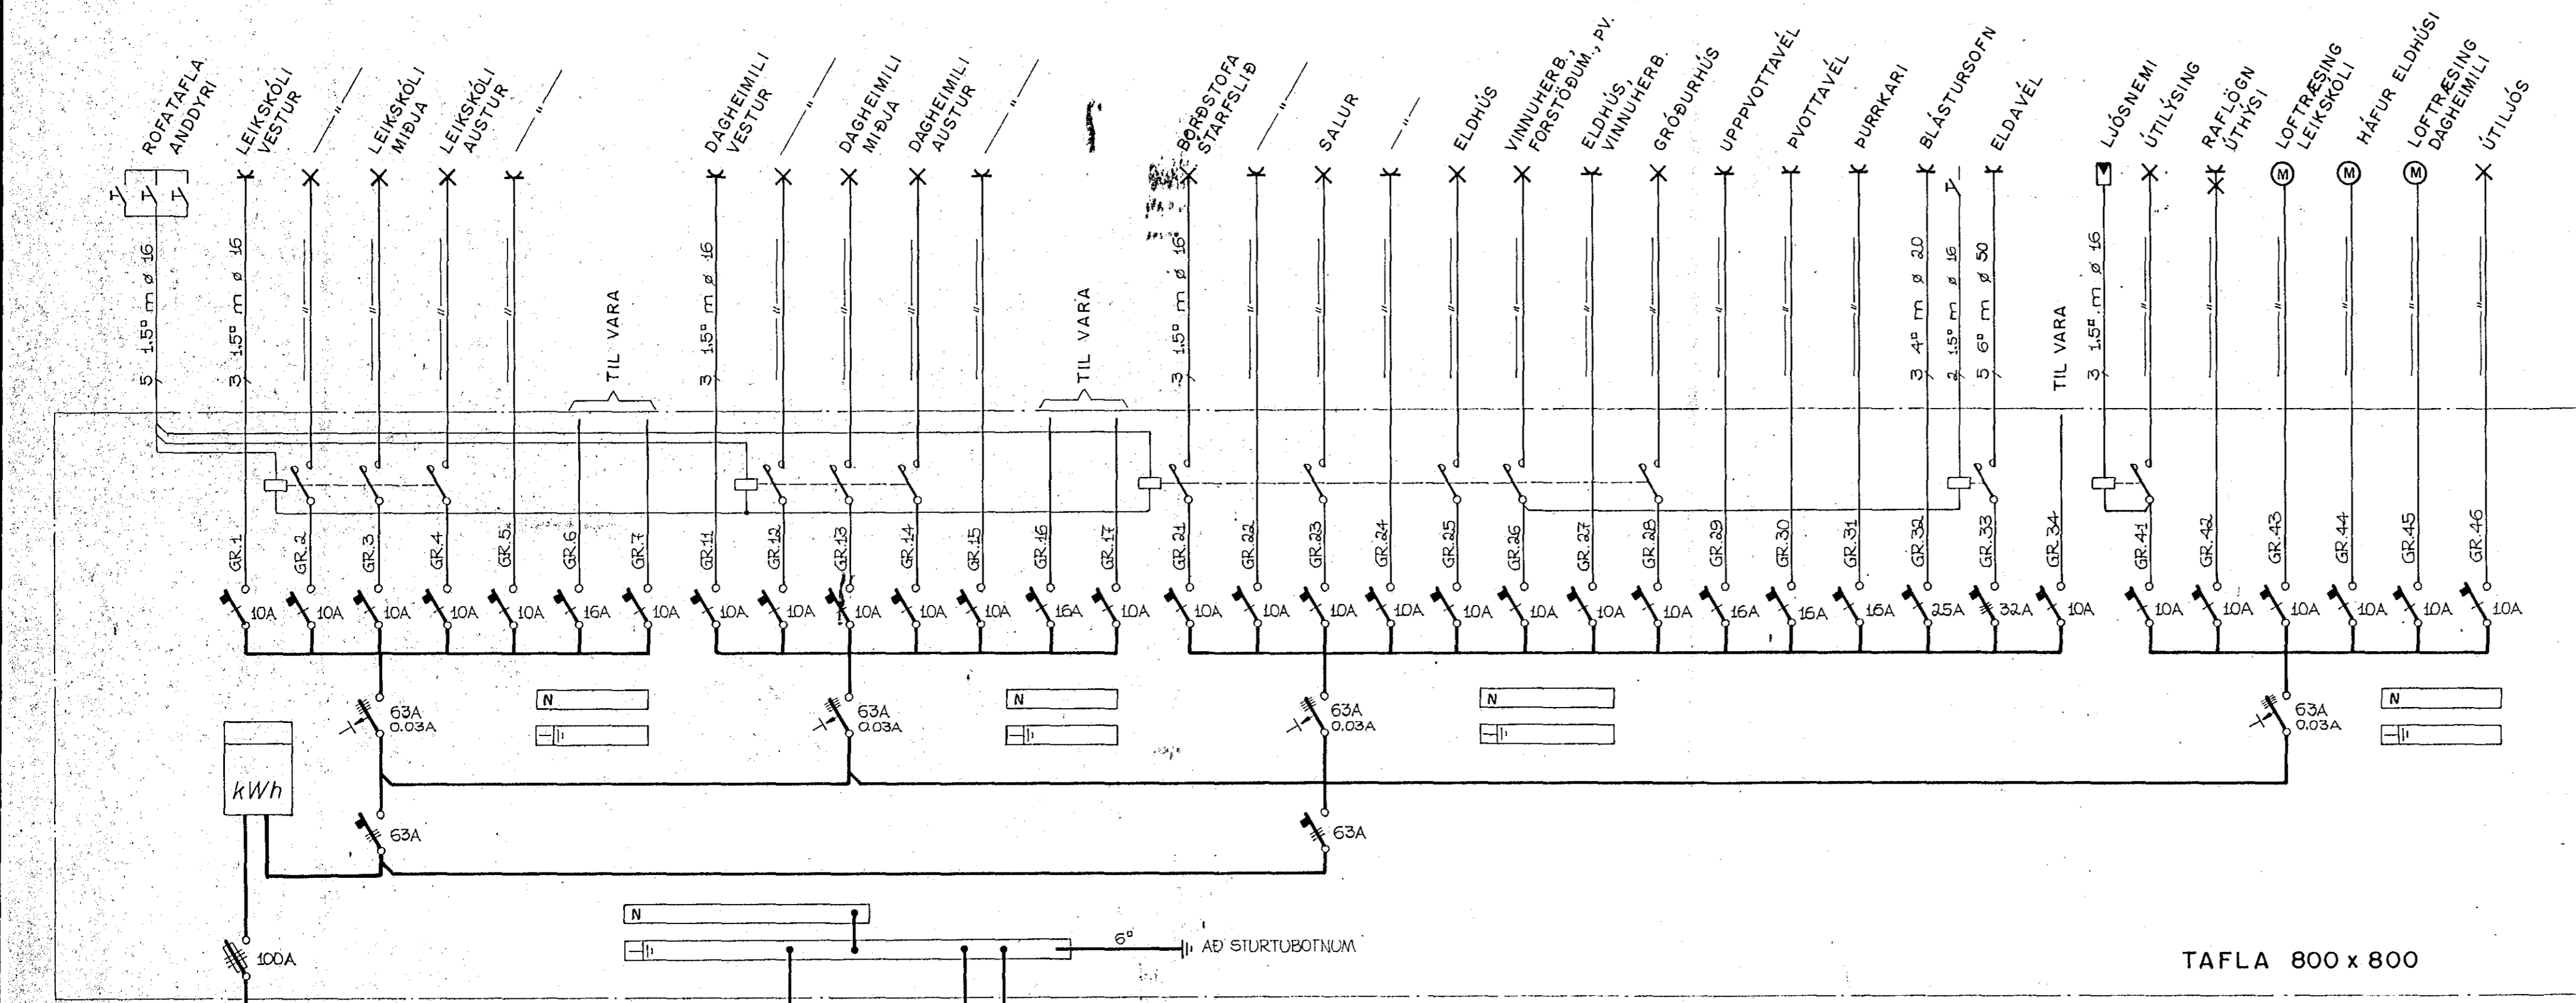 ROFATAFLA
ANDDYRI
LEIKSKÓLI
VESTUR
—"—
LEIKSKÓLI
MIÐJA
LEIKSKÓLI
AUSTUR
—"—
DAGHEIMILI
VESTUR
—"—
DAGHEIMILI
MIÐJA
DAGHEIMILI
AUSTUR
—"—
BORÐSTOFA
STARFSLIÐ
—"—
SALUR
—"—
ELDHÚS
VINNUHERB.,
FORSTÖÐUM., ÞV.
ELDHÚS,
VINNUHERB.
GRÓÐURHÚS
UPPÞVOTTAVÉL
ÞVOTTAVÉL
ÞURRKARI
BLÁSTURSOFN
ELDAVÉL
LJÓSNEMI
ÚTILÝSING
RAFLÖGN
ÚTHÝSI
LOFTRÆSING
LEIKSKÓLI
HÁFUR ELDHÚSI
LOFTRÆSING
DAGHEIMILI
ÚTILJÓS
M
M
M
5 1.5▫ m ø 16
3 1.5▫ m ø 16
—"—
—"—
—"—
—"—
TIL VARA
3 1.5▫ m ø 16
—"—
—"—
—"—
—"—
TIL VARA
3 1.5▫ m ø 16
—"—
—"—
—"—
—"—
—"—
—"—
—"—
—"—
—"—
—"—
3 4▫ m ø 20
2 1.5▫ m ø 16
5 6▫ m ø 50
TIL VARA
3 1.5▫ m ø 16
—"—
—"—
—"—
—"—
—"—
—"—
GR.1
GR.2
GR.3
GR.4
GR.5
GR.6
GR.7
GR.11
GR.12
GR.13
GR.14
GR.15
GR.16
GR.17
GR.21
GR.22
GR.23
GR.24
GR.25
GR.26
GR.27
GR.28
GR.29
GR.30
GR.31
GR.32
GR.33
GR.34
GR.41
GR.42
GR.43
GR.44
GR.45
GR.46
10A 10A 10A 10A 10A 16A 10A 10A 10A 10A 10A 10A 16A 10A 10A 10A 10A 10A 10A 10A 10A 10A 16A 16A 16A 25A 32A 10A 10A 10A 10A 10A 10A 10A
63A
0.03A
N
63A
0.03A
N
63A
0.03A
N
63A
0.03A
N
kWh
63A
63A
N
100A
6▫
AÐ STURTUBOTNUM
TAFLA 800 x 800